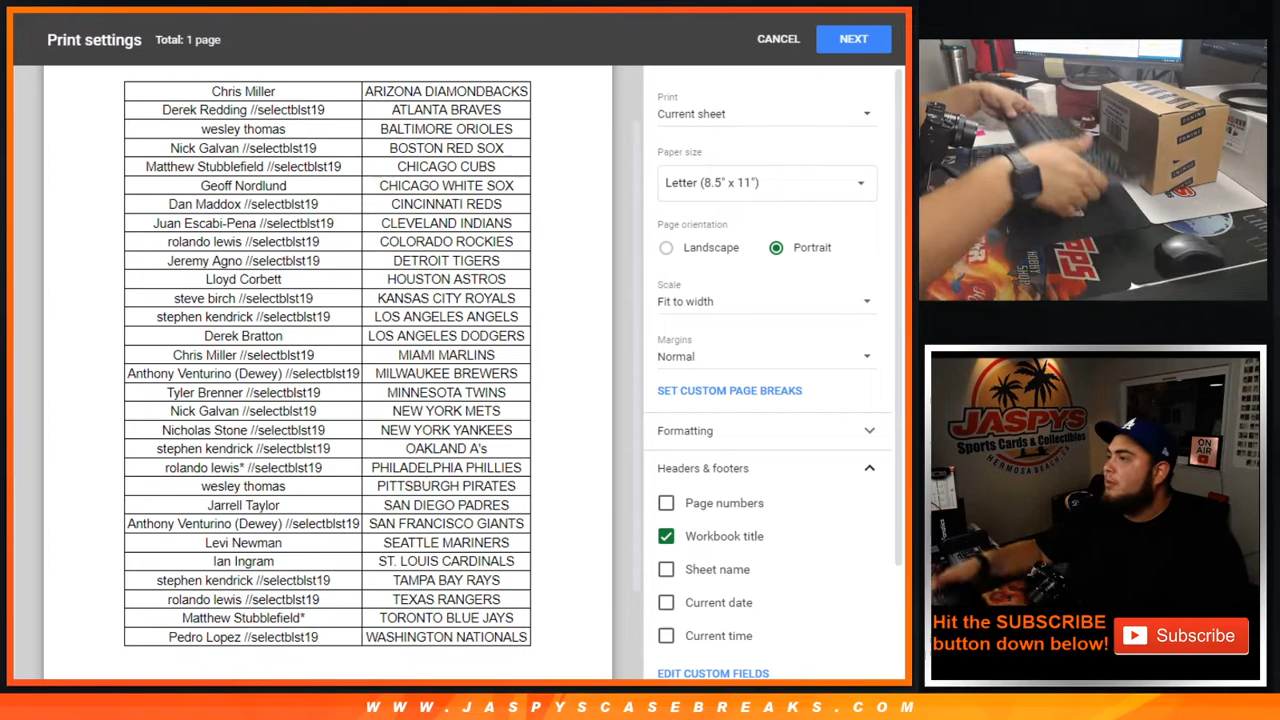 Print settings Total: 1 page CANCEL NEXT
Chris Miller ARIZONA DIAMONDBACKS
Derek Redding //selectblst19 ATLANTA BRAVES
wesley thomas BALTIMORE ORIOLES
Nick Galvan //selectblst19 BOSTON RED SOX
Matthew Stubblefield //selectblst19 CHICAGO CUBS
Geoff Nordlund CHICAGO WHITE SOX
Dan Maddox //selectblst19 CINCINNATI REDS
Juan Escabi-Pena //selectblst19 CLEVELAND INDIANS
rolando lewis //selectblst19 COLORADO ROCKIES
Jeremy Agno //selectblst19 DETROIT TIGERS
Lloyd Corbett HOUSTON ASTROS
steve birch //selectblst19 KANSAS CITY ROYALS
stephen kendrick //selectblst19 LOS ANGELES ANGELS
Derek Bratton LOS ANGELES DODGERS
Chris Miller //selectblst19 MIAMI MARLINS
Anthony Venturino (Dewey) //selectblst19 MILWAUKEE BREWERS
Tyler Brenner //selectblst19 MINNESOTA TWINS
Nick Galvan //selectblst19 NEW YORK METS
Nicholas Stone //selectblst19 NEW YORK YANKEES
stephen kendrick //selectblst19 OAKLAND A's
rolando lewis* //selectblst19 PHILADELPHIA PHILLIES
wesley thomas PITTSBURGH PIRATES
Jarrell Taylor SAN DIEGO PADRES
Anthony Venturino (Dewey) //selectblst19 SAN FRANCISCO GIANTS
Levi Newman SEATTLE MARINERS
Ian Ingram ST. LOUIS CARDINALS
stephen kendrick //selectblst19 TAMPA BAY RAYS
rolando lewis //selectblst19 TEXAS RANGERS
Matthew Stubblefield* TORONTO BLUE JAYS
Pedro Lopez //selectblst19 WASHINGTON NATIONALS
Print
Current sheet
Paper size
Letter (8.5" x 11")
Page orientation
Landscape Portrait
Scale
Fit to width
Margins
Normal
SET CUSTOM PAGE BREAKS
Formatting
Headers & footers
Page numbers
Workbook title
Sheet name
Current date
Current time
EDIT CUSTOM FIELDS
PANINI
HOBBY
SHOP
JASPYS
Sports Cards & Collectibles
HERMOSA BEACH, CA
ON
AIR
Hit the SUBSCRIBE
button down below!
Subscribe
WWW.JASPYSCASEBREAKS.COM